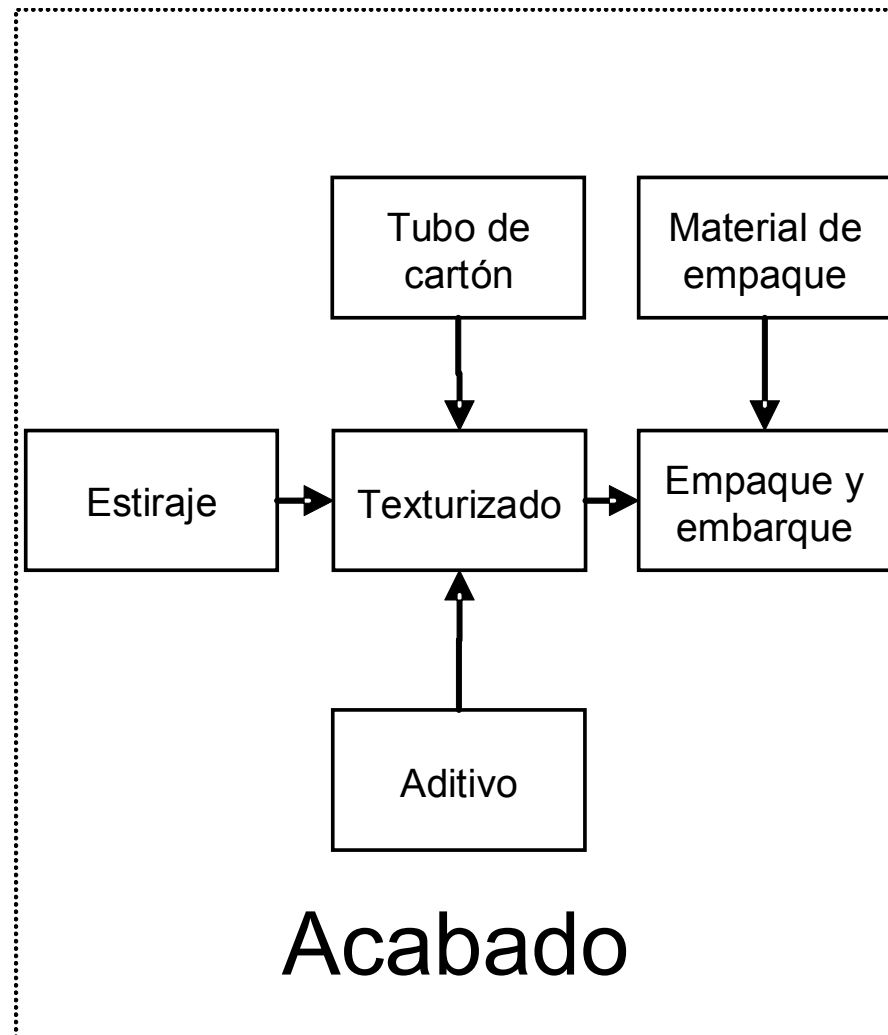 Tubo de
cartón
Material de
empaque
Estiraje
Texturizado
Empaque y
embarque
Aditivo
Acabado